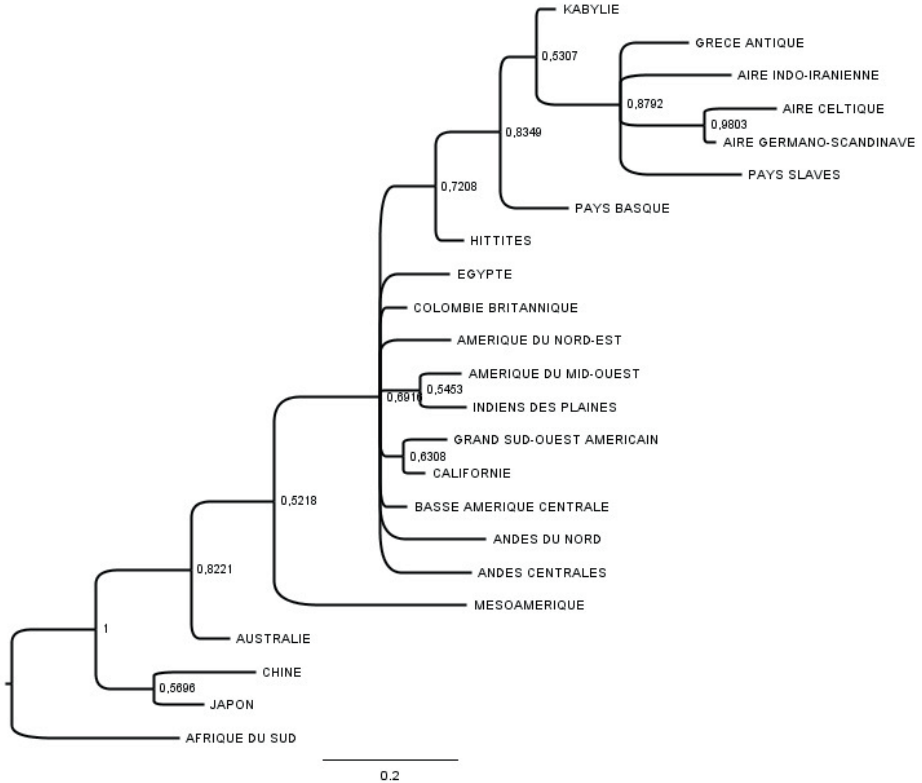 KABYLIE
GRECE ANTIQUE
0,5307
AIRE INDO-IRANIENNE
0,8792
AIRE CELTIQUE
0,9803
0,8349
AIRE GERMANO-SCANDINAVE
PAYS SLAVES
0,7208
PAYS BASQUE
HITTITES
EGYPTE
COLOMBIE BRITANNIQUE
AMERIQUE DU NORD-EST
AMERIQUE DU MID-OUEST
0,5453
0,6916
INDIENS DES PLAINES
GRAND SUD-OUEST AMERICAIN
0,6308
CALIFORNIE
0,5218
BASSE AMERIQUE CENTRALE
ANDES DU NORD
0,8221
ANDES CENTRALES
MESOAMERIQUE
1
AUSTRALIE
CHINE
0,5696
JAPON
AFRIQUE DU SUD
0.2